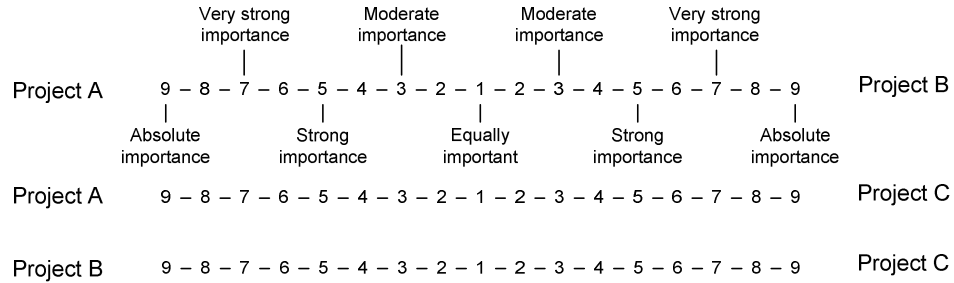 Very strong importance Moderate importance Moderate importance Very strong importance
Project A 9 – 8 – 7 – 6 – 5 – 4 – 3 – 2 – 1 – 2 – 3 – 4 – 5 – 6 – 7 – 8 – 9 Project B
Absolute importance Strong importance Equally important Strong importance Absolute importance
Project A 9 – 8 – 7 – 6 – 5 – 4 – 3 – 2 – 1 – 2 – 3 – 4 – 5 – 6 – 7 – 8 – 9 Project C
Project B 9 – 8 – 7 – 6 – 5 – 4 – 3 – 2 – 1 – 2 – 3 – 4 – 5 – 6 – 7 – 8 – 9 Project C